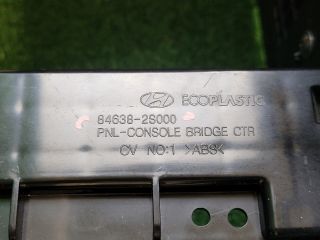 ECOPLASTIC
84638-2S000
PNL-CONSOLE BRIDGE CTR
CV NO:1 >ABS<